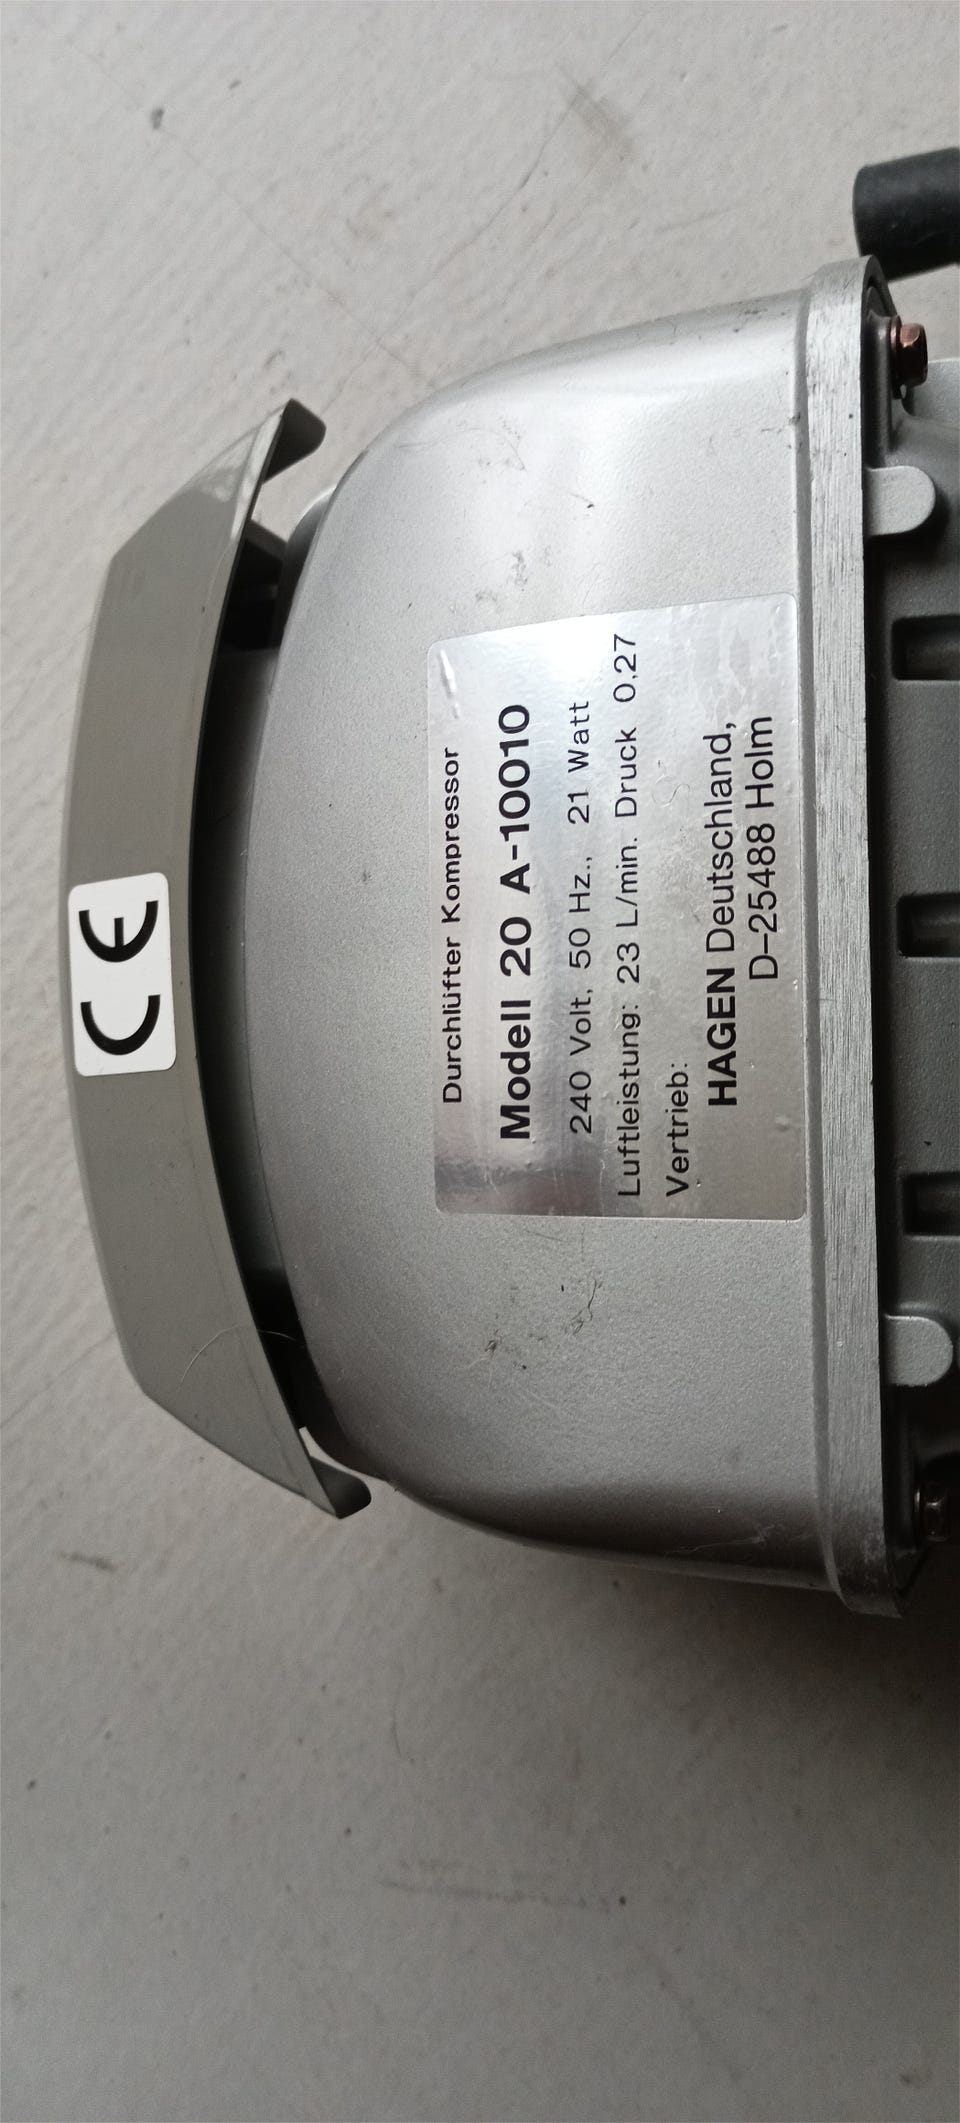 CE
Durchlüfter Kompressor
Modell 20 A-10010
240 Volt, 50 Hz., 21 Watt
Luftleistung: 23 L/min. Druck 0,27
Vertrieb:
HAGEN Deutschland,
D-25488 Holm